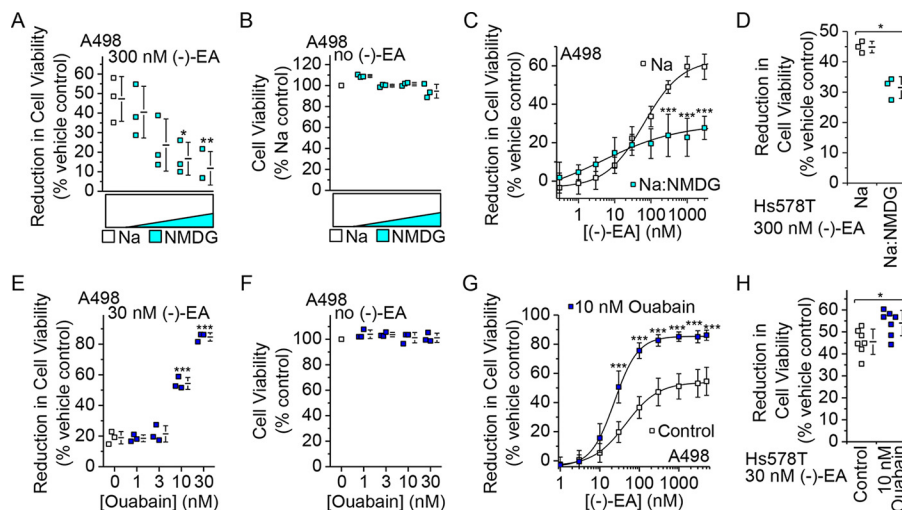 A
A498
300 nM (-)-EA
Reduction in Cell Viability
(% vehicle control)
60
50
40
30
20
10
0
*
**
Na
NMDG
B
A498
no (-)-EA
Cell Viability
(% Na control)
120
100
80
60
40
20
0
Na
NMDG
C
A498
Reduction in Cell Viability
(% vehicle control)
70
60
50
40
30
20
10
0
Na
*** *** ***
Na:NMDG
1 10 100 1000
[(-)-EA] (nM)
D
Reduction in
Cell Viability
(% vehicle control)
50
40
30
20
10
0
*
Na
Na:NMDG
Hs578T
300 nM (-)-EA
E
A498
30 nM (-)-EA
Reduction in Cell Viability
(% vehicle control)
100
80
60
40
20
0
***
***
0 1 3 10 30
[Ouabain] (nM)
F
A498
no (-)-EA
Cell Viability
(% control)
120
100
80
60
40
20
0
0 1 3 10 30
[Ouabain] (nM)
G
10 nM Ouabain
Reduction in Cell Viability
(% vehicle control)
100
80
60
40
20
0
*** *** *** *** *** ***
Control
A498
1 10 100 1000
[(-)-EA] (nM)
H
Reduction in
Cell Viability
(% vehicle control)
60
50
40
30
20
10
0
*
Control
10 nM
Ouabain
Hs578T
30 nM (-)-EA